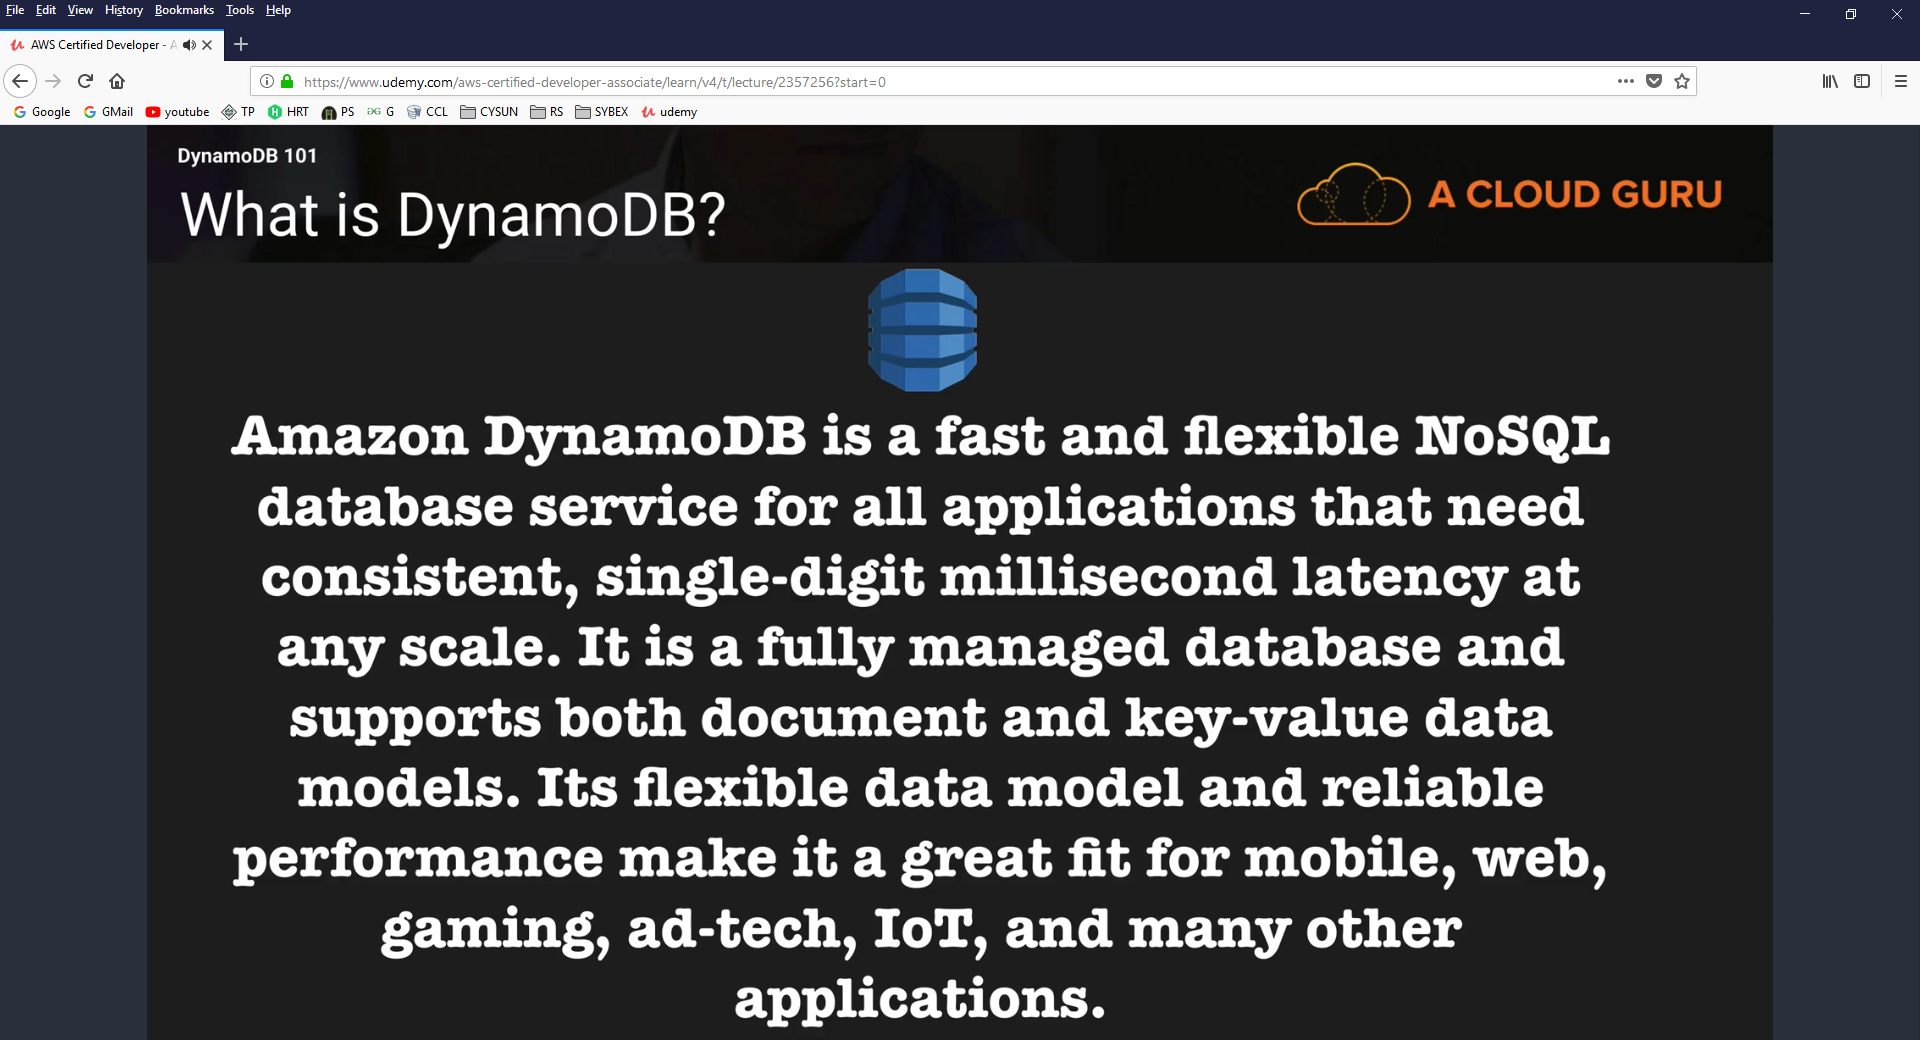 File Edit View History Bookmarks Tools Help
AWS Certified Developer - A
https://www.udemy.com/aws-certified-developer-associate/learn/v4/t/lecture/2357256?start=0
Google GMail youtube TP HRT PS G CCL CYSUN RS SYBEX udemy
DynamoDB 101
What is DynamoDB?
A CLOUD GURU
Amazon DynamoDB is a fast and flexible NoSQL
database service for all applications that need
consistent, single-digit millisecond latency at
any scale. It is a fully managed database and
supports both document and key-value data
models. Its flexible data model and reliable
performance make it a great fit for mobile, web,
gaming, ad-tech, IoT, and many other
applications.